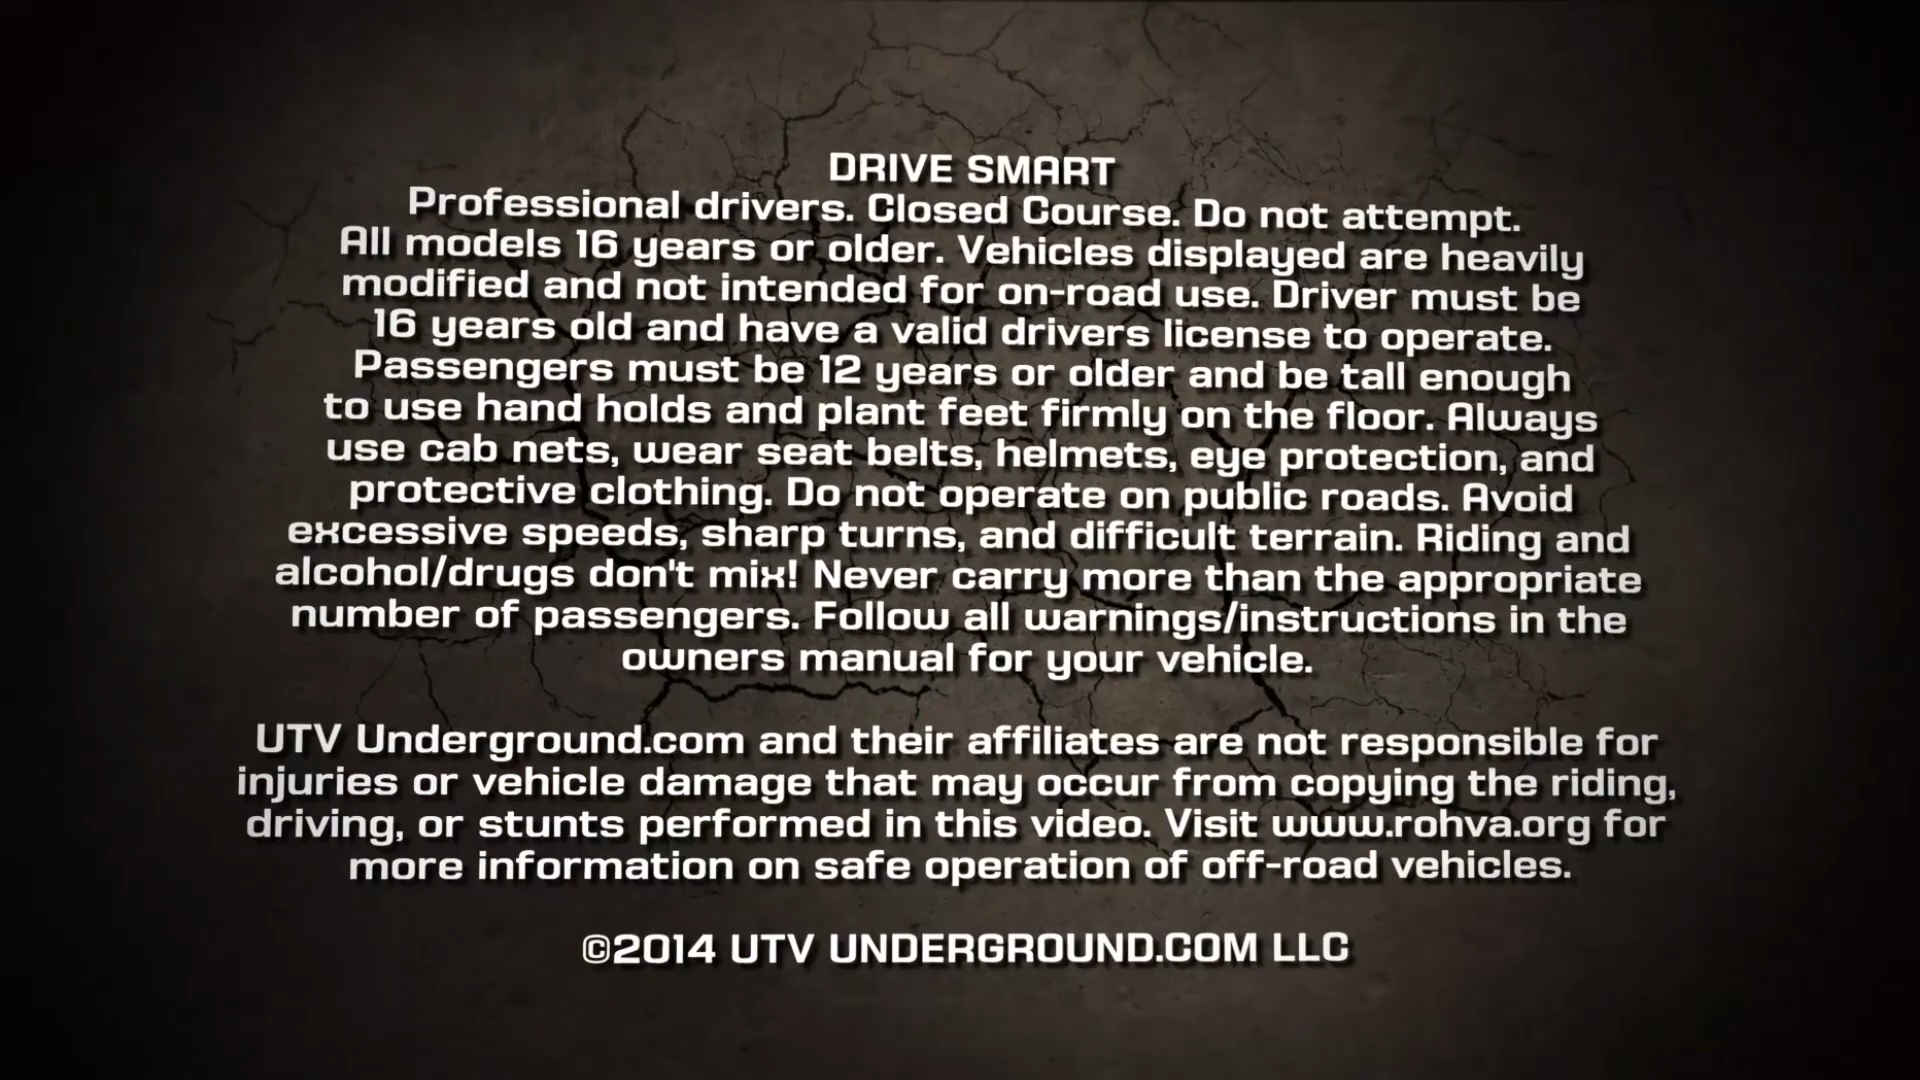 DRIVE SMART
Professional drivers. Closed Course. Do not attempt.
All models 16 years or older. Vehicles displayed are heavily
modified and not intended for on-road use. Driver must be
16 years old and have a valid drivers license to operate.
Passengers must be 12 years or older and be tall enough
to use hand holds and plant feet firmly on the floor. Always
use cab nets, wear seat belts, helmets, eye protection, and
protective clothing. Do not operate on public roads. Avoid
excessive speeds, sharp turns, and difficult terrain. Riding and
alcohol/drugs don't mix! Never carry more than the appropriate
number of passengers. Follow all warnings/instructions in the
owners manual for your vehicle.
UTV Underground.com and their affiliates are not responsible for
injuries or vehicle damage that may occur from copying the riding,
driving, or stunts performed in this video. Visit www.rohva.org for
more information on safe operation of off-road vehicles.
©2014 UTV UNDERGROUND.COM LLC